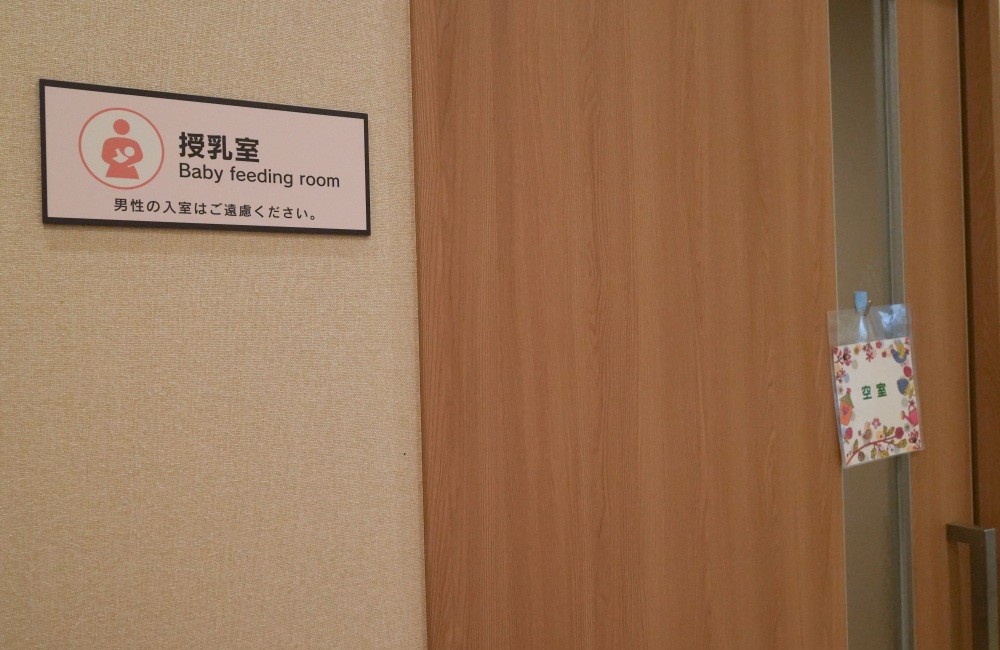 授乳室
Baby feeding room
男性の入室はご遠慮ください。
空室